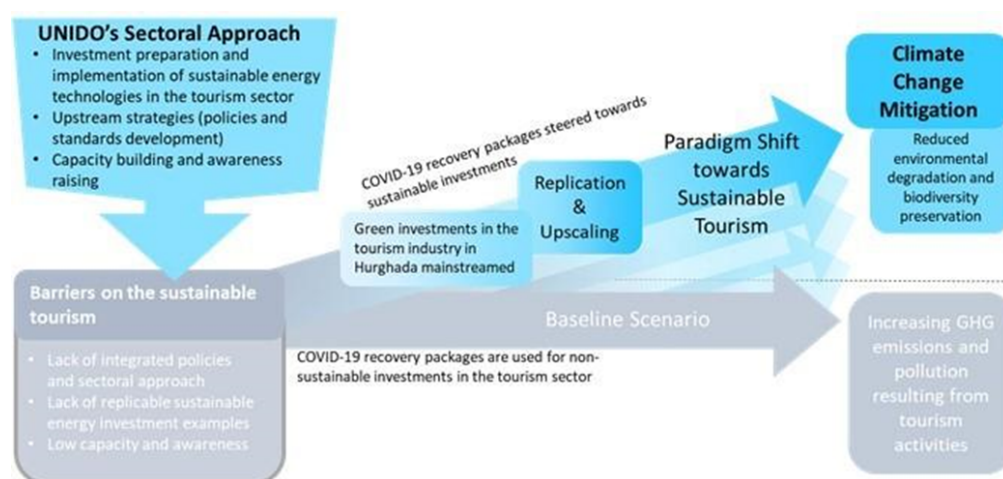 UNIDO's Sectoral Approach
• Investment preparation and
implementation of sustainable energy
technologies in the tourism sector
• Upstream strategies (policies and
standards development)
• Capacity building and awareness
raising
Barriers on the sustainable
tourism
• Lack of integrated policies
and sectoral approach
• Lack of replicable sustainable
energy investment examples
• Low capacity and awareness
COVID-19 recovery packages steered towards
sustainable investments
Green investments in the
tourism industry in
Hurghada mainstreamed
Replication
&
Upscaling
Paradigm Shift
towards
Sustainable
Tourism
Climate
Change
Mitigation
Reduced
environmental
degradation and
biodiversity
preservation
Baseline Scenario
COVID-19 recovery packages are used for non-
sustainable investments in the tourism sector
Increasing GHG
emissions and
pollution
resulting from
tourism
activities